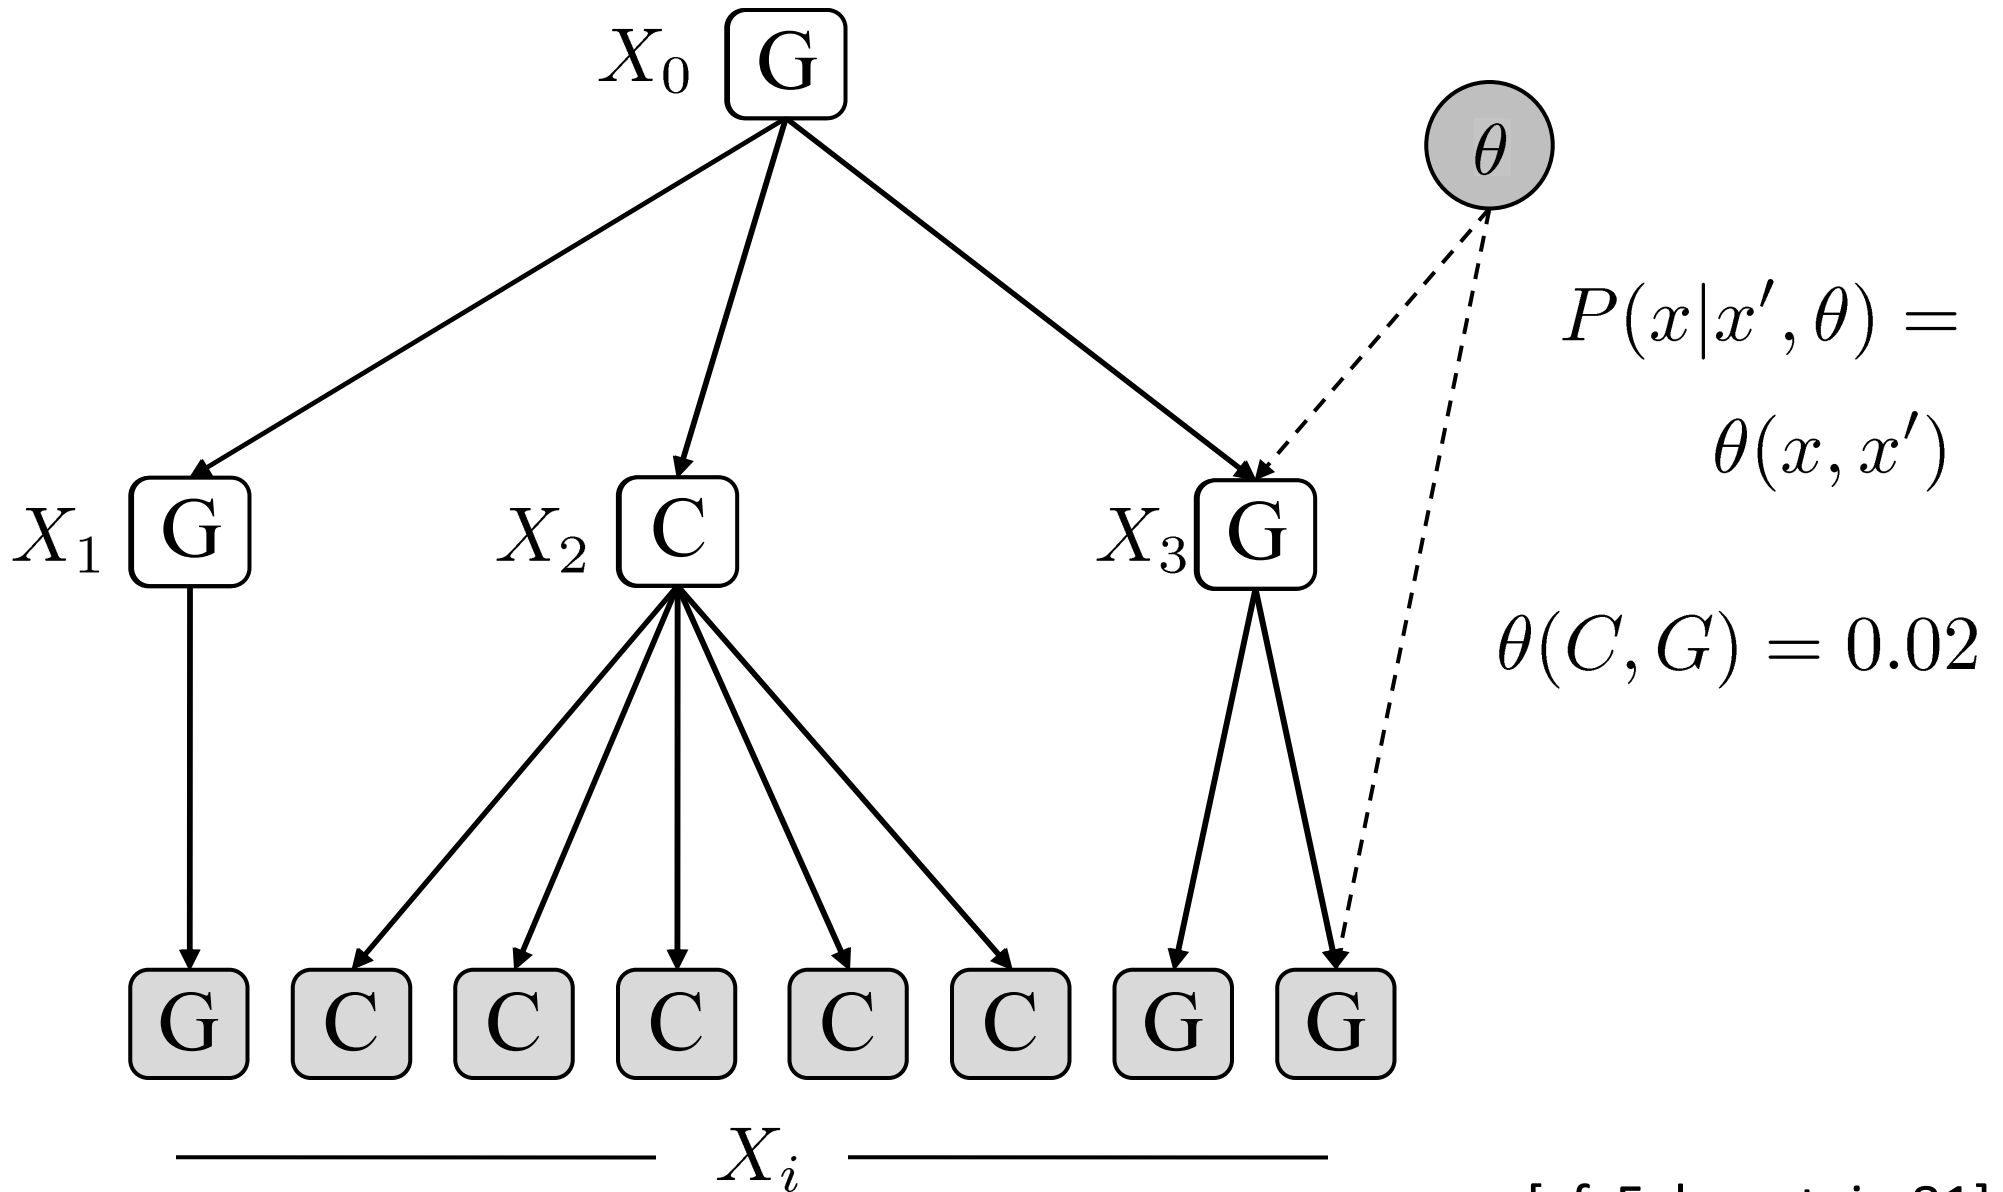 X₀ G
θ
P(x|x′, θ) =
θ(x, x′)
X₁ G X₂ C X₃ G
θ(C, G) = 0.02
G C C C C C G G
Xᵢ